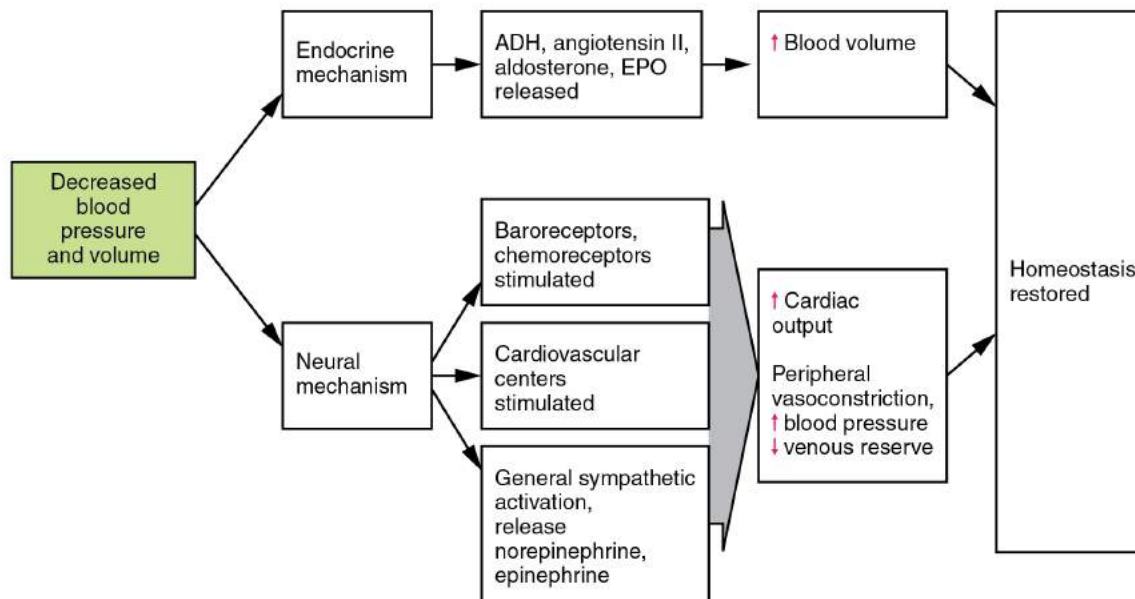 Decreased
blood
pressure
and volume
Endocrine
mechanism
ADH, angiotensin II,
aldosterone, EPO
released
↑ Blood volume
Neural
mechanism
Baroreceptors,
chemoreceptors
stimulated
Cardiovascular
centers
stimulated
General sympathetic
activation,
release
norepinephrine,
epinephrine
↑ Cardiac
output
Peripheral
vasoconstriction,
↑ blood pressure
↓ venous reserve
Homeostasis
restored